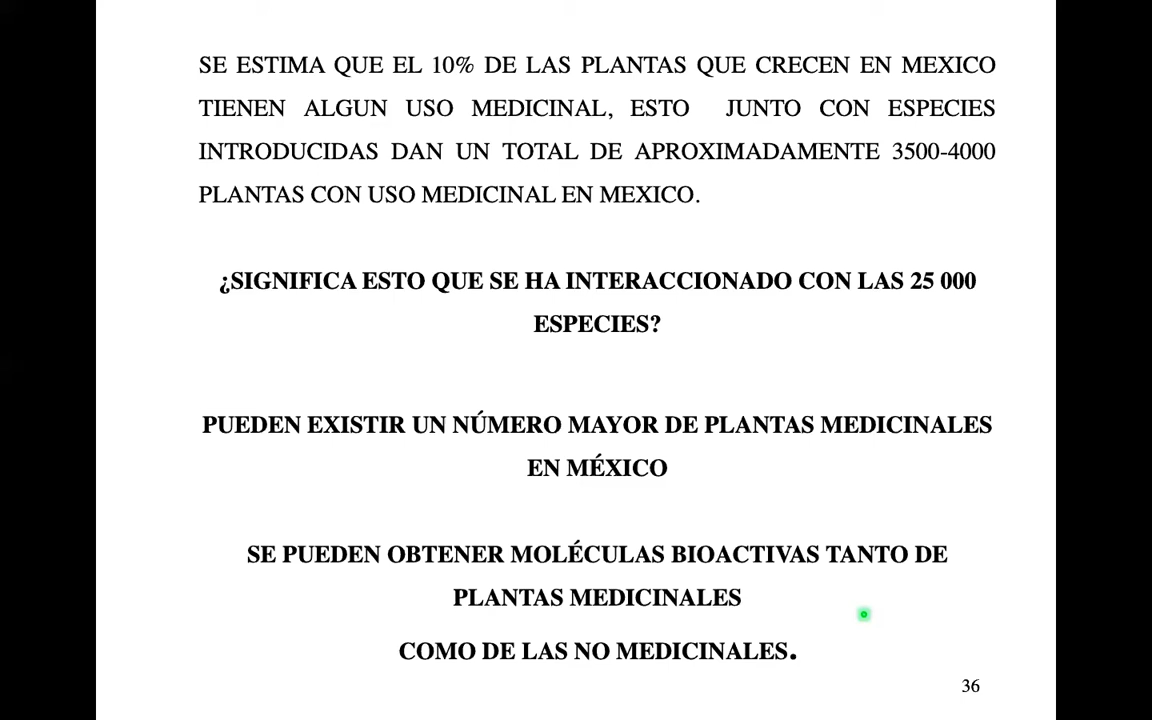 SE ESTIMA QUE EL 10% DE LAS PLANTAS QUE CRECEN EN MEXICO
TIENEN ALGUN USO MEDICINAL, ESTO JUNTO CON ESPECIES
INTRODUCIDAS DAN UN TOTAL DE APROXIMADAMENTE 3500-4000
PLANTAS CON USO MEDICINAL EN MEXICO.
¿SIGNIFICA ESTO QUE SE HA INTERACCIONADO CON LAS 25 000
ESPECIES?
PUEDEN EXISTIR UN NÚMERO MAYOR DE PLANTAS MEDICINALES
EN MÉXICO
SE PUEDEN OBTENER MOLÉCULAS BIOACTIVAS TANTO DE
PLANTAS MEDICINALES
COMO DE LAS NO MEDICINALES.
36